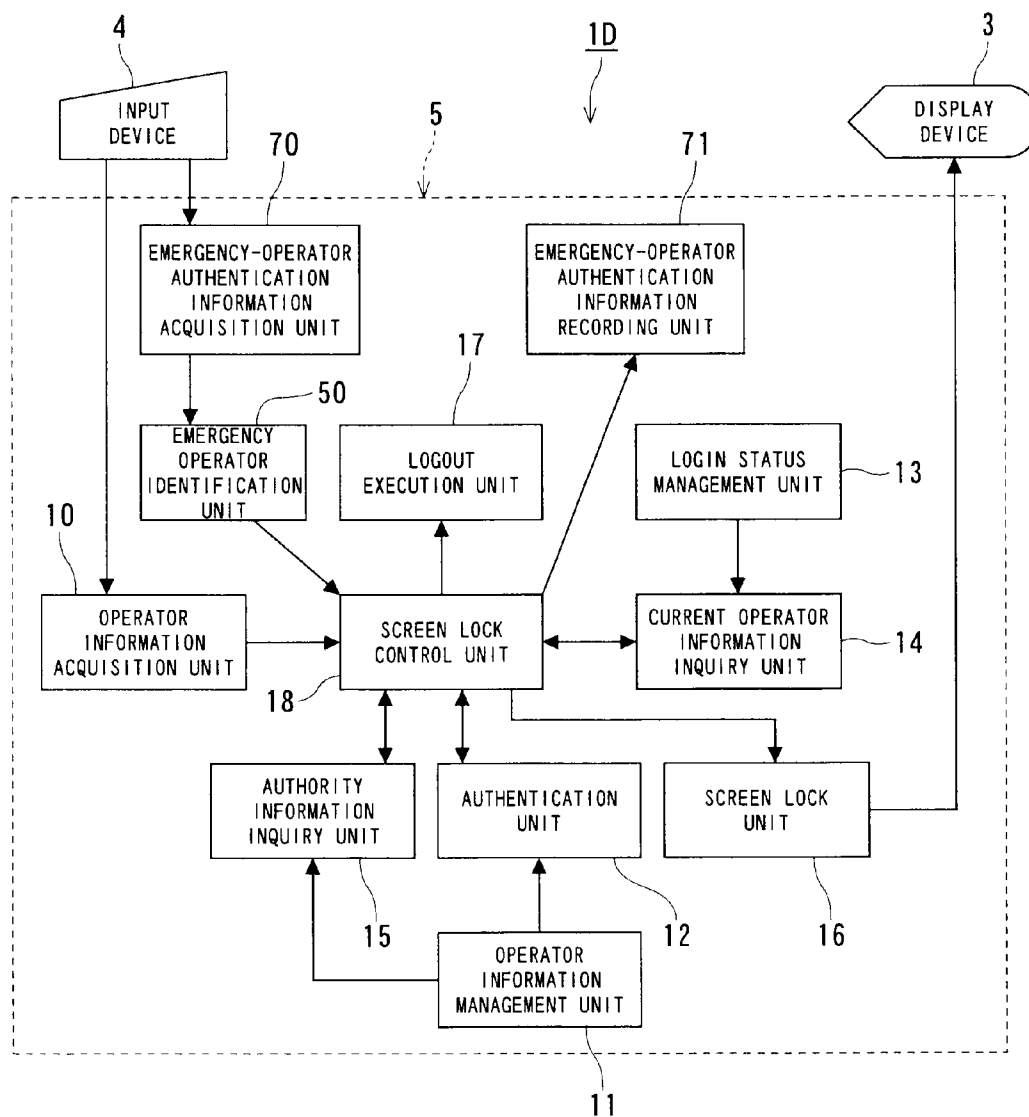 4
1D
3
INPUT
DEVICE
5
DISPLAY
DEVICE
70
71
EMERGENCY-OPERATOR
AUTHENTICATION
INFORMATION
ACQUISITION UNIT
EMERGENCY-OPERATOR
AUTHENTICATION
INFORMATION
RECORDING UNIT
50
17
EMERGENCY
OPERATOR
IDENTIFICATION
UNIT
LOGOUT
EXECUTION UNIT
LOGIN STATUS
MANAGEMENT UNIT
13
10
OPERATOR
INFORMATION
ACQUISITION UNIT
SCREEN LOCK
CONTROL UNIT
CURRENT OPERATOR
INFORMATION
INQUIRY UNIT
14
18
AUTHORITY
INFORMATION
INQUIRY UNIT
AUTHENTICATION
UNIT
SCREEN LOCK
UNIT
15
12
16
OPERATOR
INFORMATION
MANAGEMENT UNIT
11